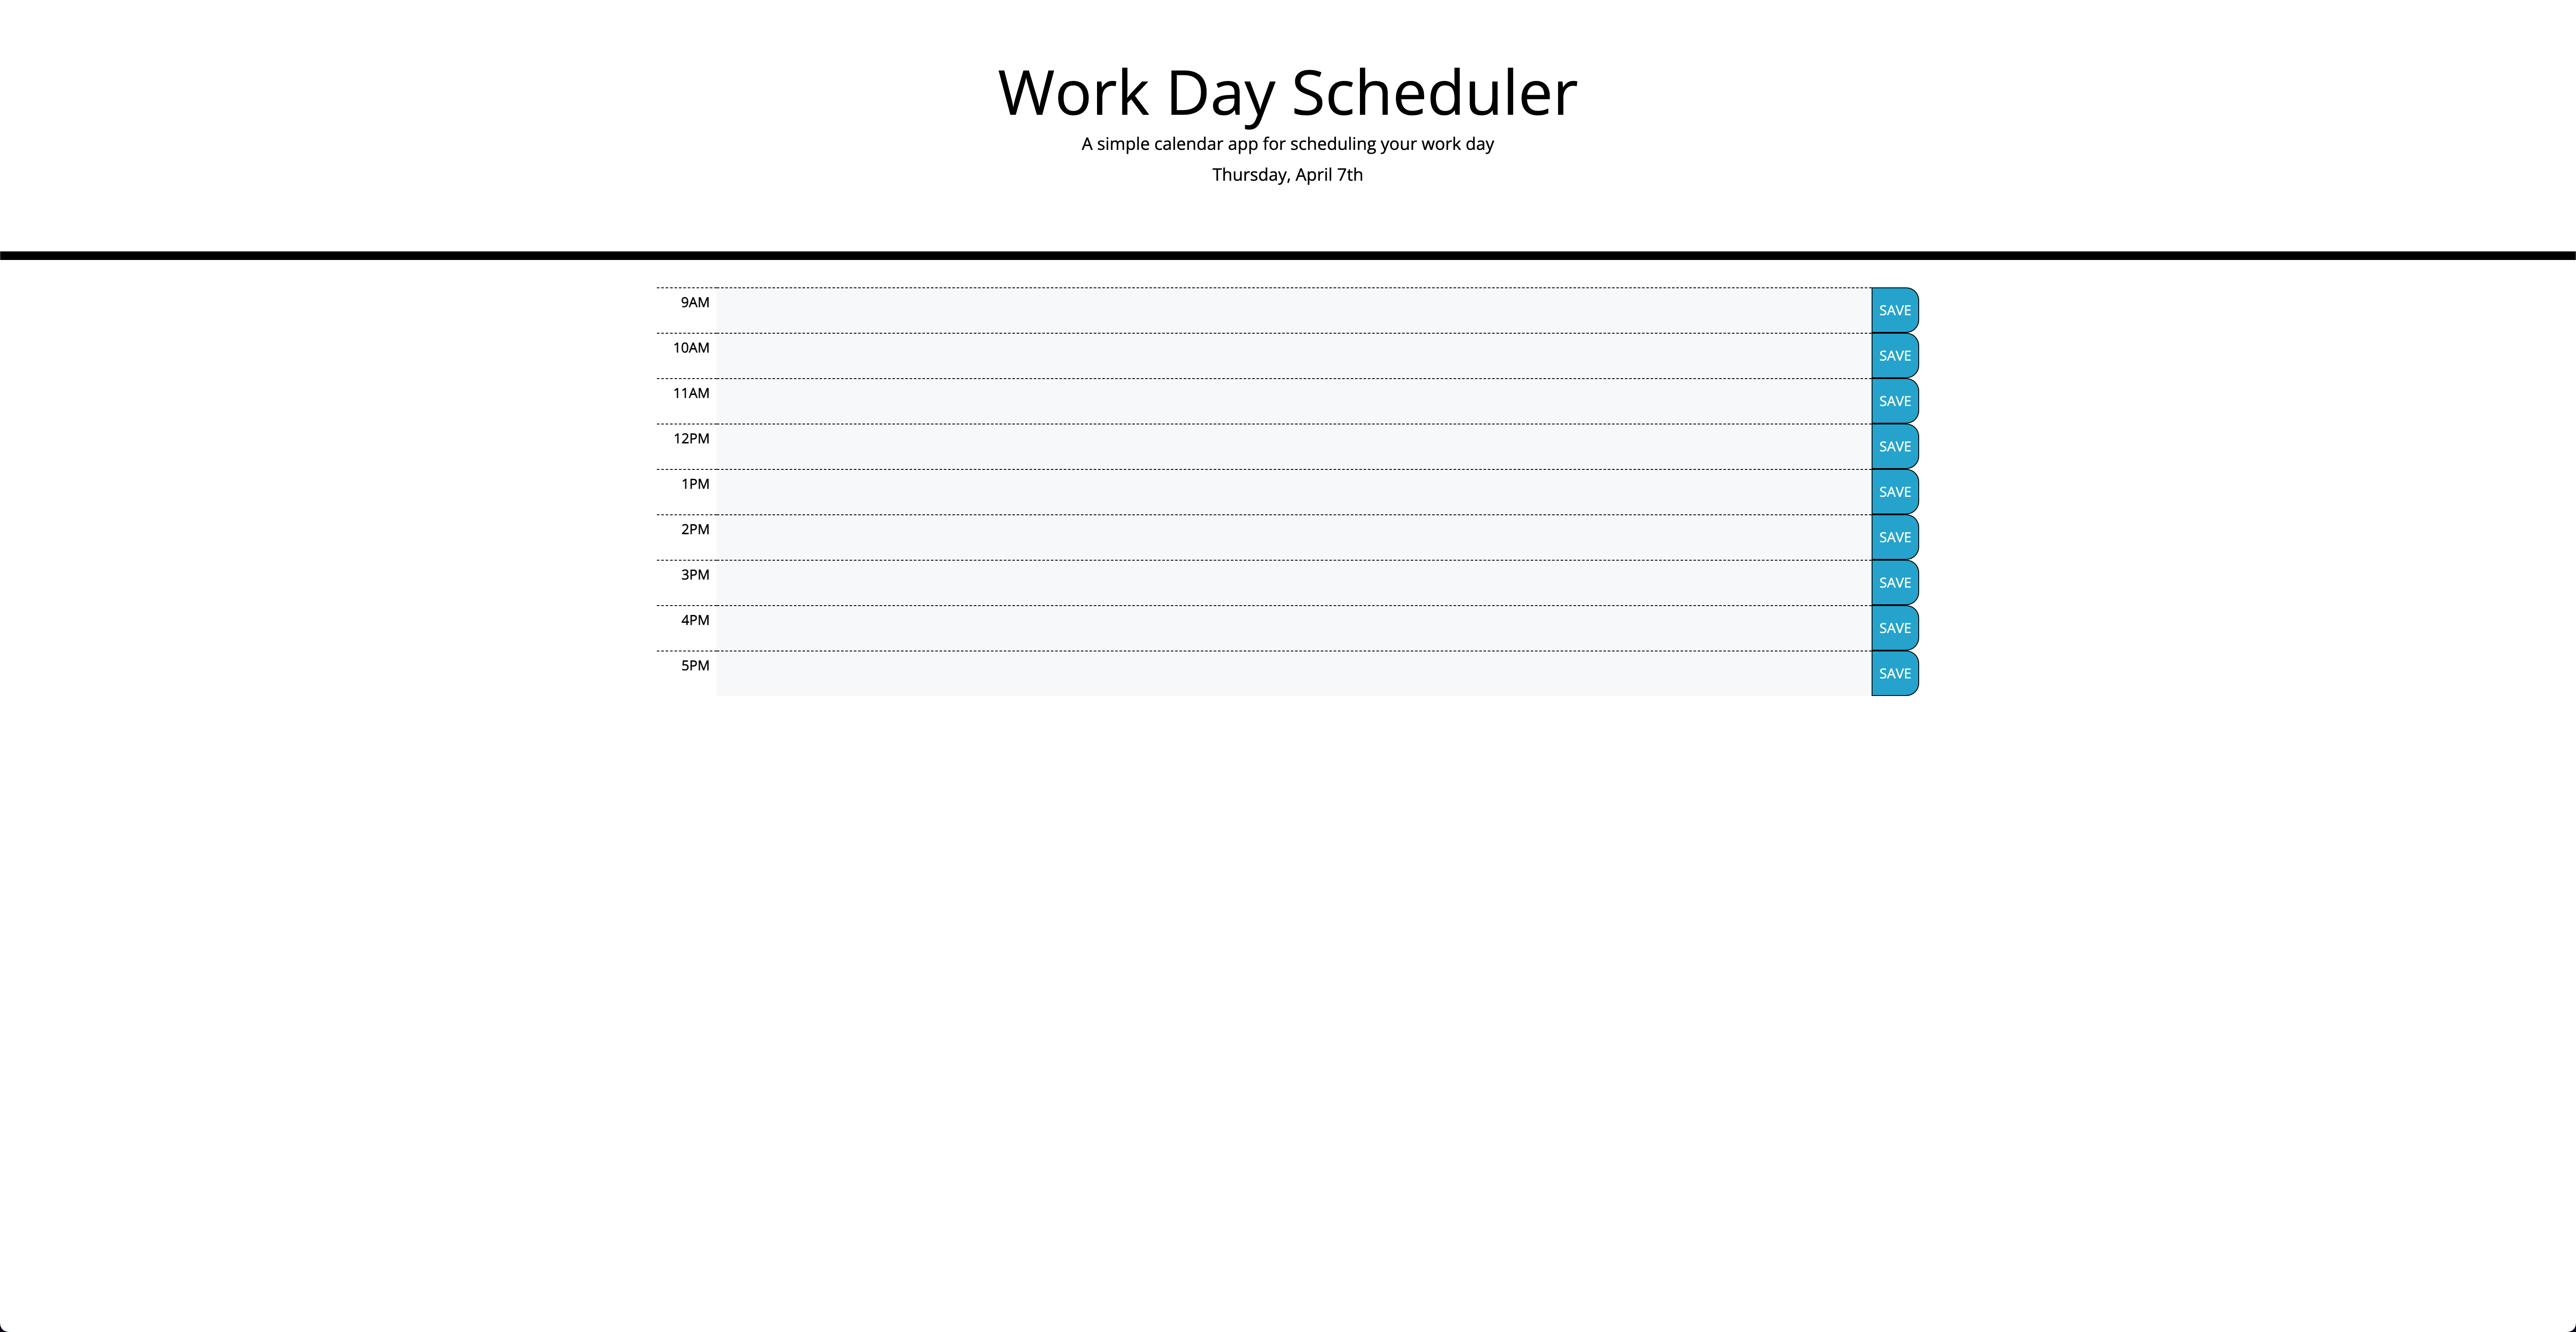 Work Day Scheduler
A simple calendar app for scheduling your work day
Thursday, April 7th
9AM SAVE
10AM SAVE
11AM SAVE
12PM SAVE
1PM SAVE
2PM SAVE
3PM SAVE
4PM SAVE
5PM SAVE